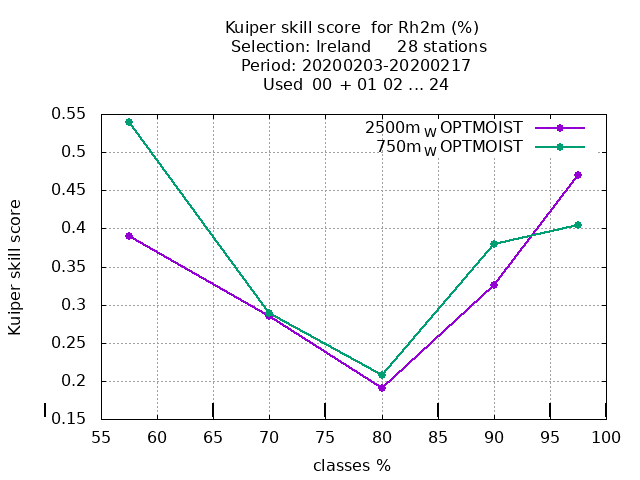 Kuiper skill score for Rh2m (%)
Selection: Ireland 28 stations
Period: 20200203-20200217
Used 00 + 01 02 ... 24
2500m W OPTMOIST
750m W OPTMOIST
0.55
0.5
0.45
0.4
0.35
0.3
0.25
0.2
0.15
Kuiper skill score
55 60 65 70 75 80 85 90 95 100
classes %